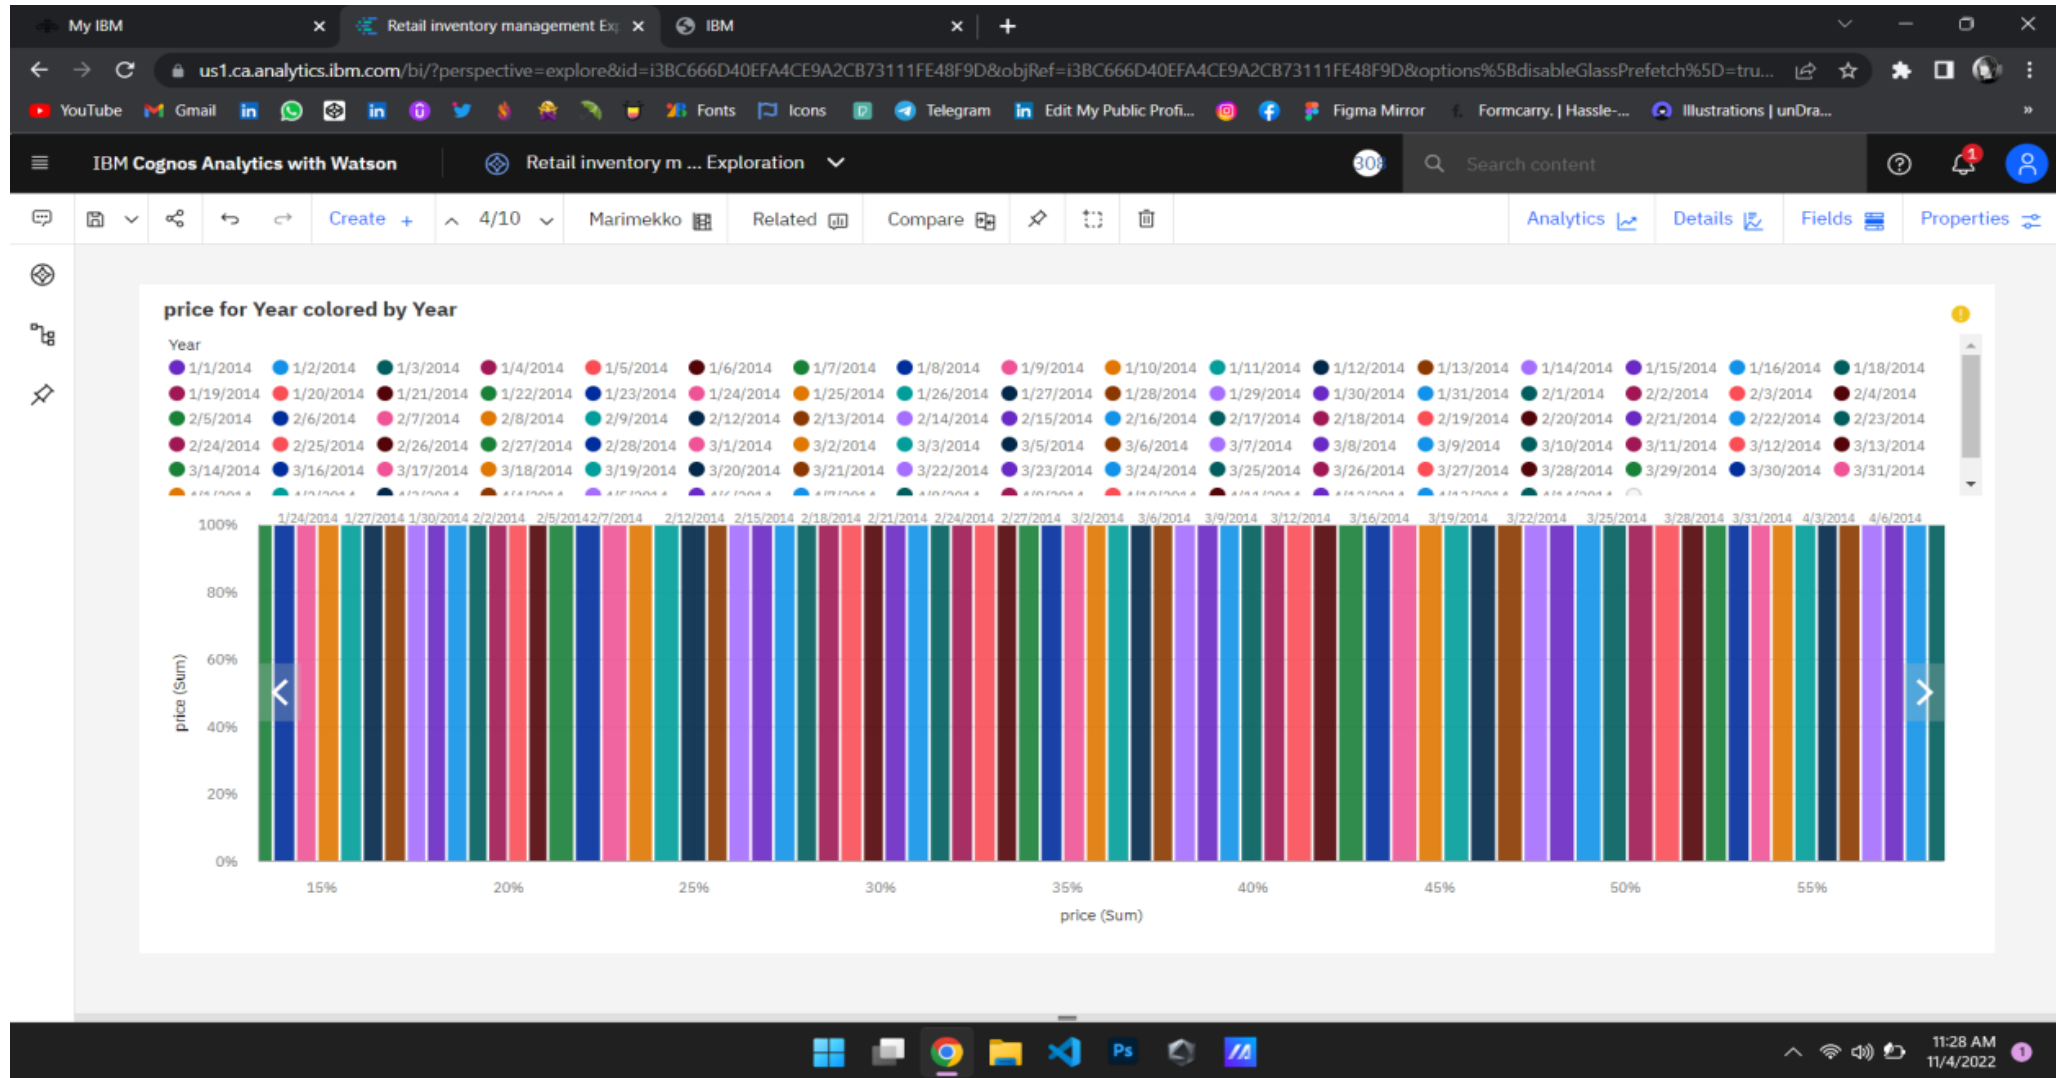 My IBM
Retail inventory management Ex
IBM
us1.ca.analytics.ibm.com/bi/?perspective=explore&id=i3BC666D40EFA4CE9A2CB73111FE48F9D&objRef=i3BC666D40EFA4CE9A2CB73111FE48F9D&options%5BdisableGlassPrefetch%5D=tru...
YouTube Gmail Fonts Icons Telegram Edit My Public Profi... Figma Mirror Formcarry. | Hassle-... Illustrations | unDra... »
IBM Cognos Analytics with Watson
Retail inventory m ... Exploration
308
Search content
1
Create + 4/10 Marimekko Related Compare Analytics Details Fields Properties
price for Year colored by Year
Year
1/1/2014 1/2/2014 1/3/2014 1/4/2014 1/5/2014 1/6/2014 1/7/2014 1/8/2014 1/9/2014 1/10/2014 1/11/2014 1/12/2014 1/13/2014 1/14/2014 1/15/2014 1/16/2014 1/18/2014
1/19/2014 1/20/2014 1/21/2014 1/22/2014 1/23/2014 1/24/2014 1/25/2014 1/26/2014 1/27/2014 1/28/2014 1/29/2014 1/30/2014 1/31/2014 2/1/2014 2/2/2014 2/3/2014 2/4/2014
2/5/2014 2/6/2014 2/7/2014 2/8/2014 2/9/2014 2/12/2014 2/13/2014 2/14/2014 2/15/2014 2/16/2014 2/17/2014 2/18/2014 2/19/2014 2/20/2014 2/21/2014 2/22/2014 2/23/2014
2/24/2014 2/25/2014 2/26/2014 2/27/2014 2/28/2014 3/1/2014 3/2/2014 3/3/2014 3/5/2014 3/6/2014 3/7/2014 3/8/2014 3/9/2014 3/10/2014 3/11/2014 3/12/2014 3/13/2014
3/14/2014 3/16/2014 3/17/2014 3/18/2014 3/19/2014 3/20/2014 3/21/2014 3/22/2014 3/23/2014 3/24/2014 3/25/2014 3/26/2014 3/27/2014 3/28/2014 3/29/2014 3/30/2014 3/31/2014
1/24/2014 1/27/2014 1/30/2014 2/2/2014 2/5/2014 2/7/2014 2/12/2014 2/15/2014 2/18/2014 2/21/2014 2/24/2014 2/27/2014 3/2/2014 3/6/2014 3/9/2014 3/12/2014 3/16/2014 3/19/2014 3/22/2014 3/25/2014 3/28/2014 3/31/2014 4/3/2014 4/6/2014
100%
80%
60%
40%
20%
0%
price (Sum)
15% 20% 25% 30% 35% 40% 45% 50% 55%
price (Sum)
Ps
11:28 AM
11/4/2022
1